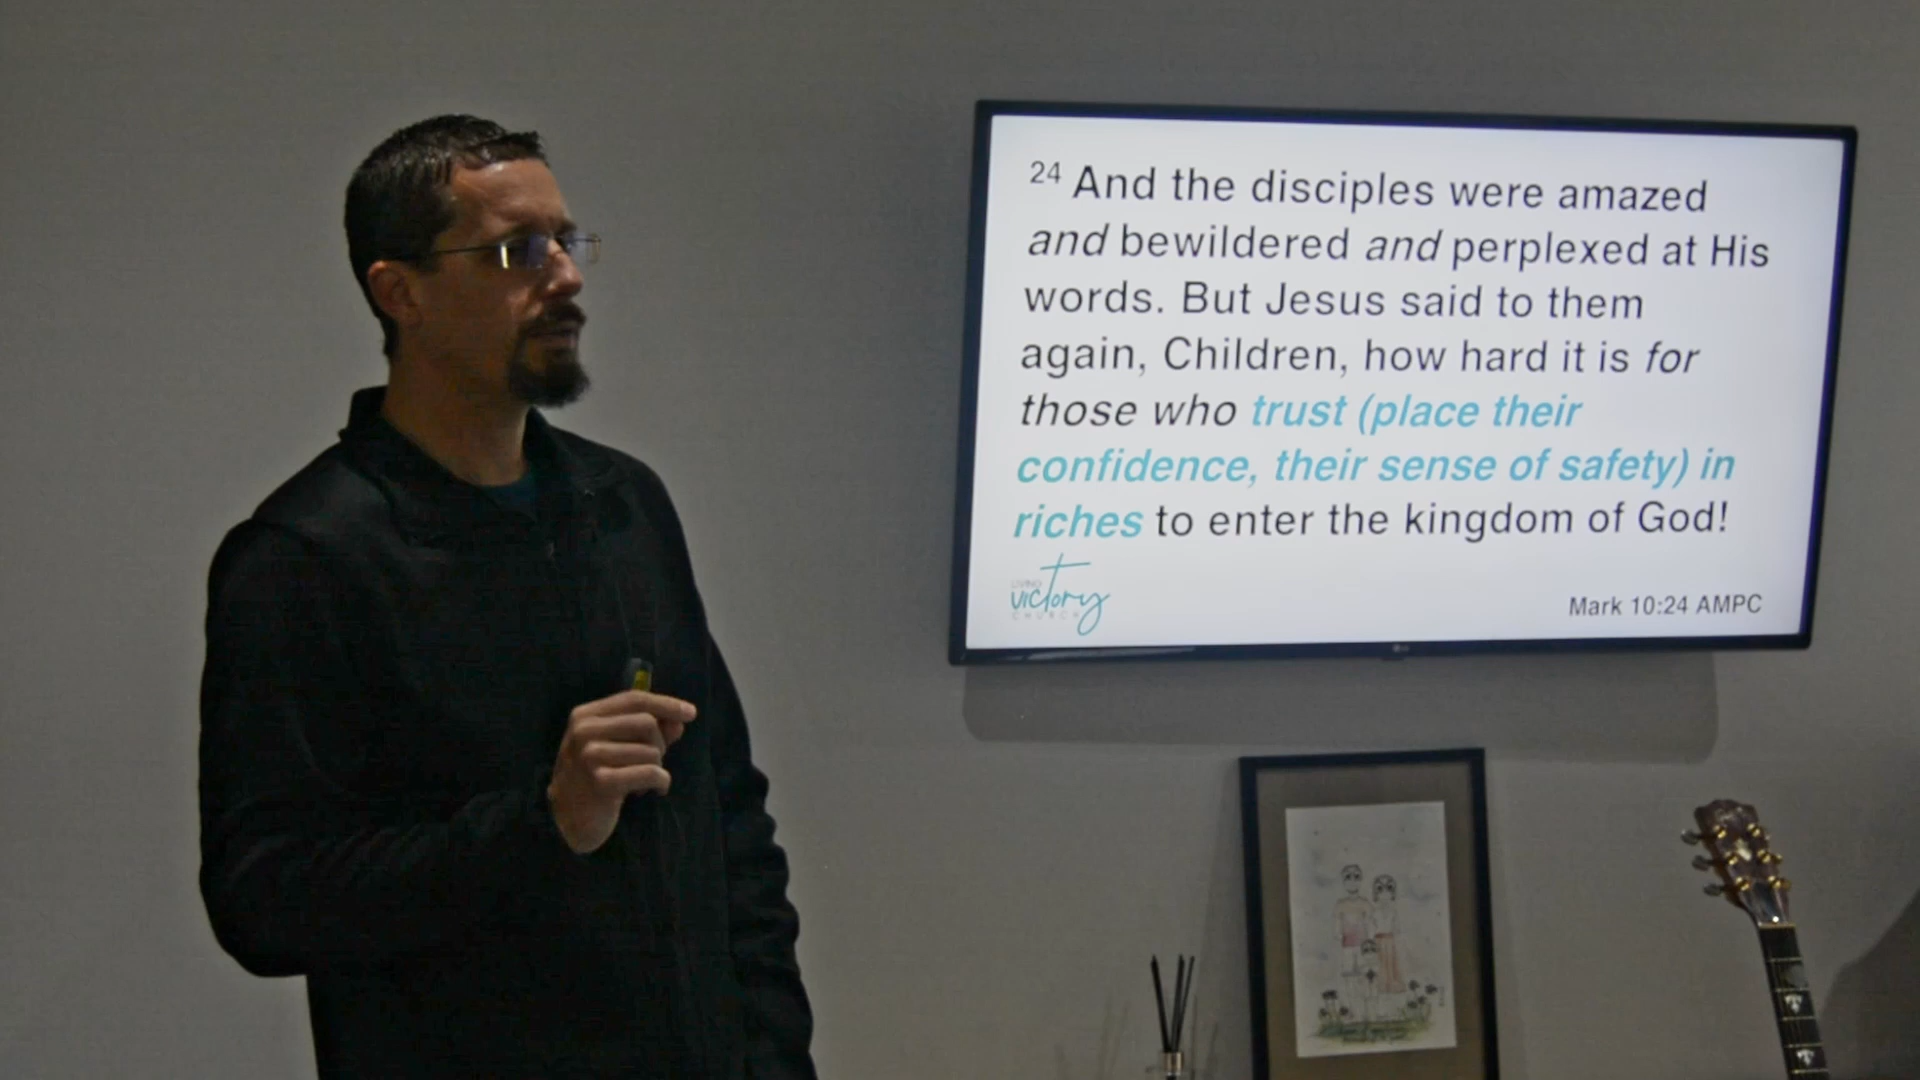 24 And the disciples were amazed
and bewildered and perplexed at His
words. But Jesus said to them
again, Children, how hard it is for
those who trust (place their
confidence, their sense of safety) in
riches to enter the kingdom of God!
LIVING
victory
CHURCH
Mark 10:24 AMPC
LG